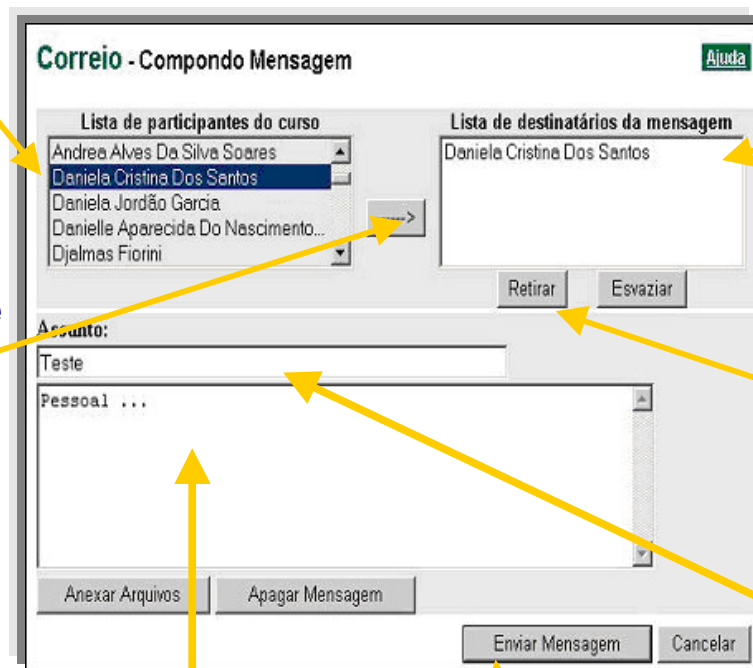 Correio - Compondo Mensagem
Ajuda
Lista de participantes do curso
Lista de destinatários da mensagem
Andrea Alves Da Silva Soares
Daniela Cristina Dos Santos
Daniela Jordão Garcia
Danielle Aparecida Do Nascimento...
Djalmas Fiorini
----->
Daniela Cristina Dos Santos
Retirar
Esvaziar
Assunto:
Teste
Pessoal ...
Anexar Arquivos
Apagar Mensagem
Enviar Mensagem
Cancelar